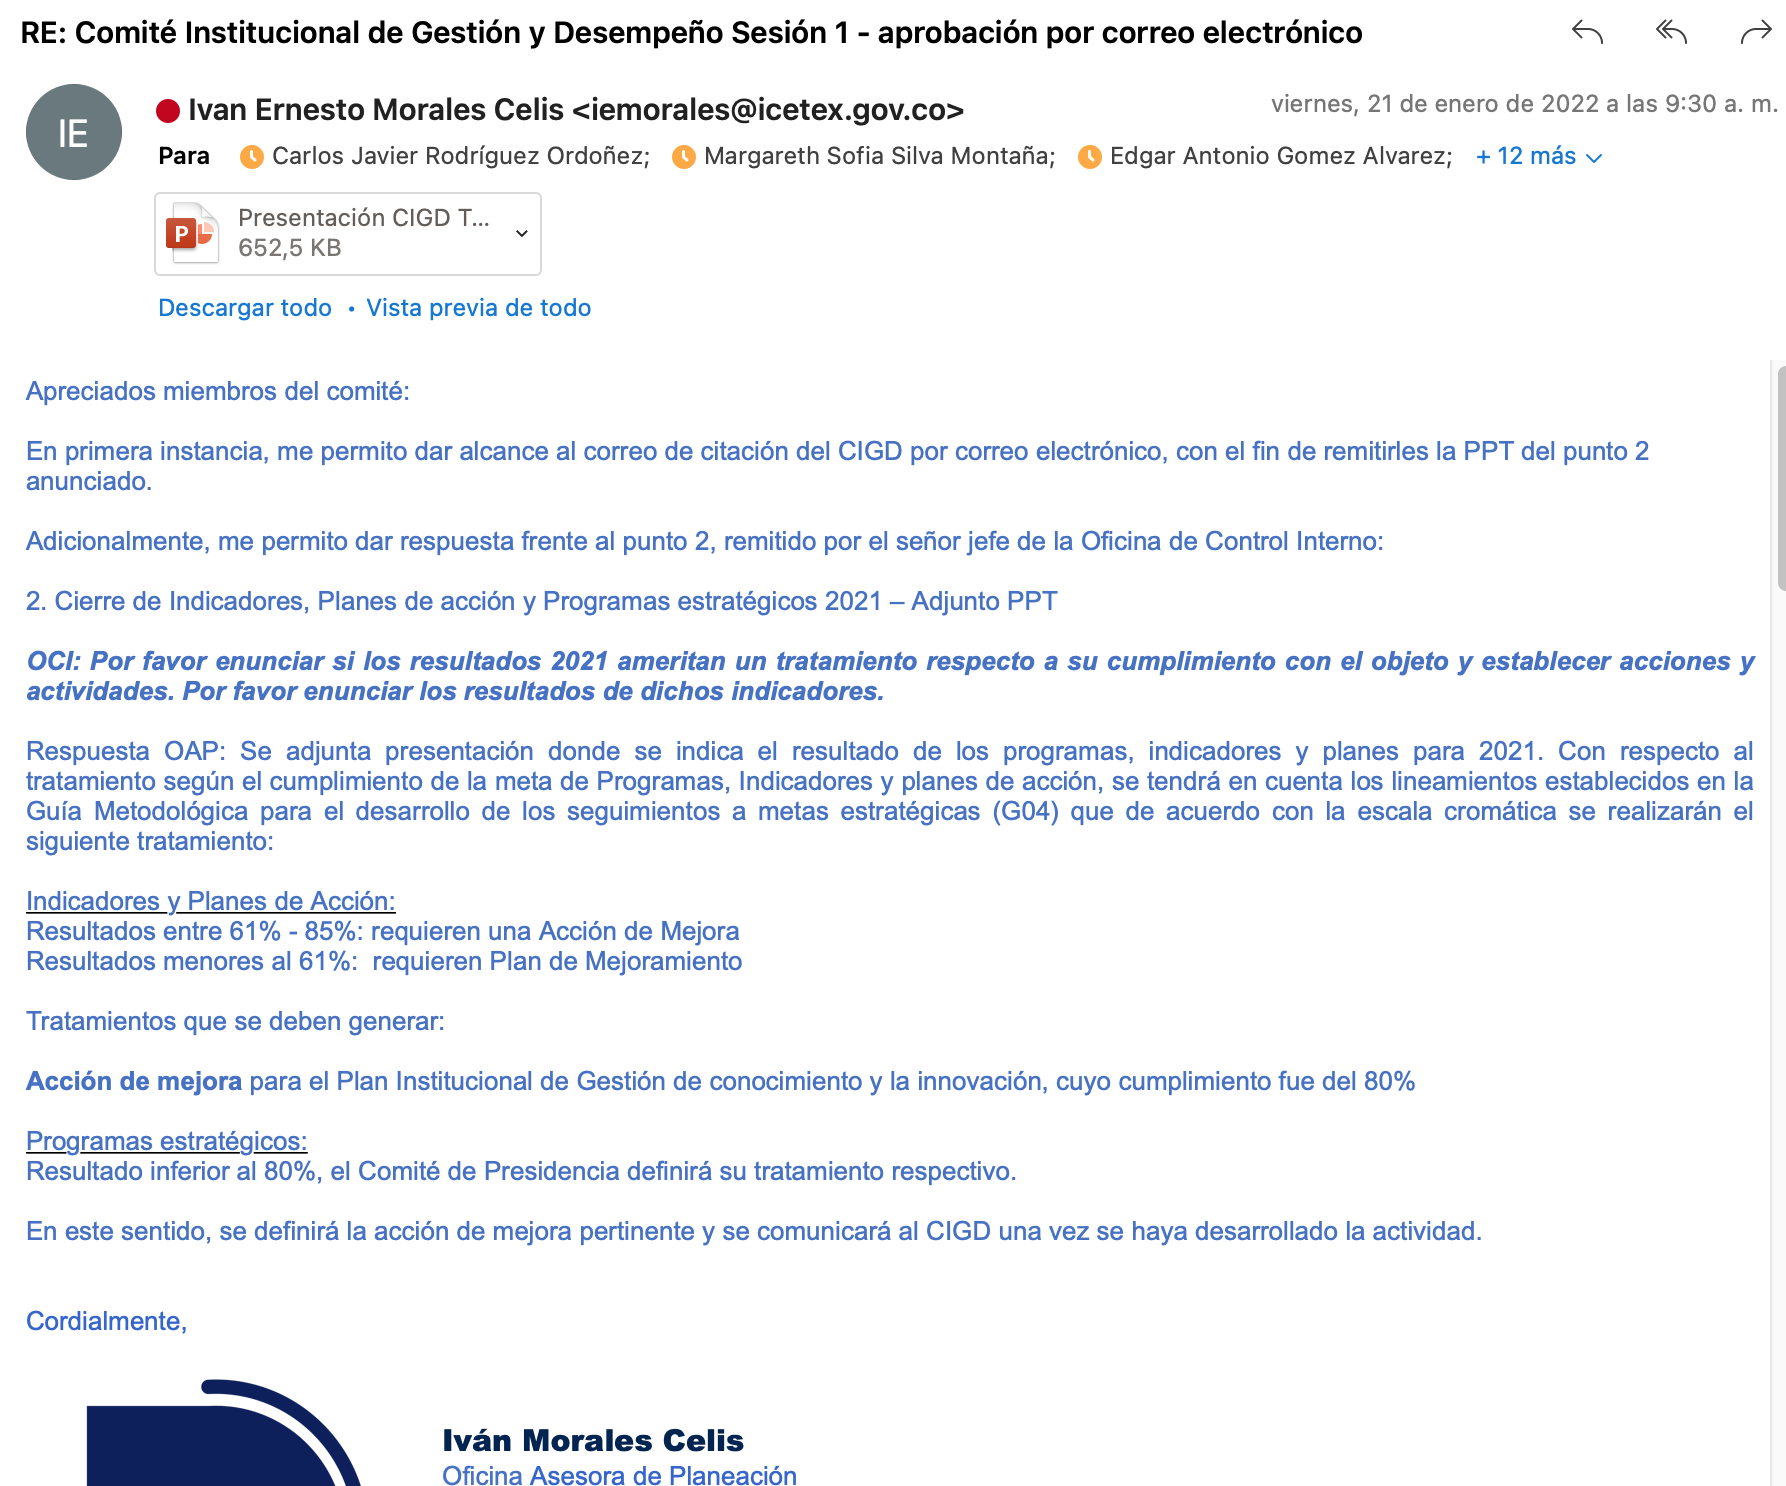 RE: Comité Institucional de Gestión y Desempeño Sesión 1 - aprobación por correo electrónico
IE
Ivan Ernesto Morales Celis <iemorales@icetex.gov.co>
viernes, 21 de enero de 2022 a las 9:30 a. m.
Para Carlos Javier Rodríguez Ordoñez; Margareth Sofia Silva Montaña; Edgar Antonio Gomez Alvarez; + 12 más
P
Presentación CIGD T...
652,5 KB
Descargar todo • Vista previa de todo
Apreciados miembros del comité:
En primera instancia, me permito dar alcance al correo de citación del CIGD por correo electrónico, con el fin de remitirles la PPT del punto 2
anunciado.
Adicionalmente, me permito dar respuesta frente al punto 2, remitido por el señor jefe de la Oficina de Control Interno:
2. Cierre de Indicadores, Planes de acción y Programas estratégicos 2021 – Adjunto PPT
OCI: Por favor enunciar si los resultados 2021 ameritan un tratamiento respecto a su cumplimiento con el objeto y establecer acciones y
actividades. Por favor enunciar los resultados de dichos indicadores.
Respuesta OAP: Se adjunta presentación donde se indica el resultado de los programas, indicadores y planes para 2021. Con respecto al
tratamiento según el cumplimiento de la meta de Programas, Indicadores y planes de acción, se tendrá en cuenta los lineamientos establecidos en la
Guía Metodológica para el desarrollo de los seguimientos a metas estratégicas (G04) que de acuerdo con la escala cromática se realizarán el
siguiente tratamiento:
Indicadores y Planes de Acción:
Resultados entre 61% - 85%: requieren una Acción de Mejora
Resultados menores al 61%:  requieren Plan de Mejoramiento
Tratamientos que se deben generar:
Acción de mejora para el Plan Institucional de Gestión de conocimiento y la innovación, cuyo cumplimiento fue del 80%
Programas estratégicos:
Resultado inferior al 80%, el Comité de Presidencia definirá su tratamiento respectivo.
En este sentido, se definirá la acción de mejora pertinente y se comunicará al CIGD una vez se haya desarrollado la actividad.
Cordialmente,
Iván Morales Celis
Oficina Asesora de Planeación